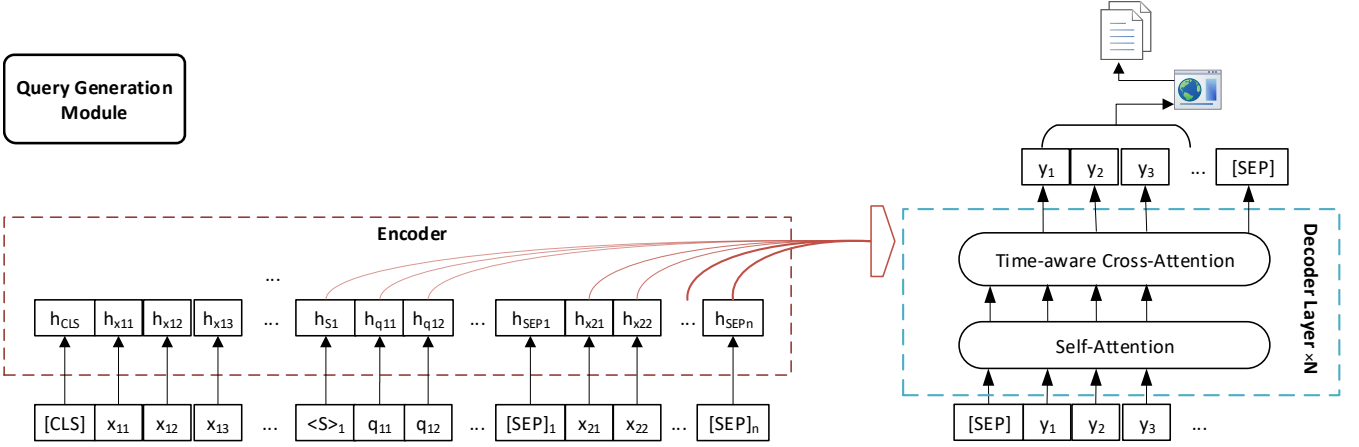 Query Generation
Module
y₁ y₂ y₃ ... [SEP]
Encoder
...
h_CLS h_x11 h_x12 h_x13 ... h_S1 h_q11 h_q12 ... h_SEP1 h_x21 h_x22 ... h_SEPn
[CLS] x₁₁ x₁₂ x₁₃ ... <S>₁ q₁₁ q₁₂ ... [SEP]₁ x₂₁ x₂₂ ... [SEP]ₙ
Time-aware Cross-Attention
Self-Attention
Decoder Layer ×N
[SEP] y₁ y₂ y₃ ...